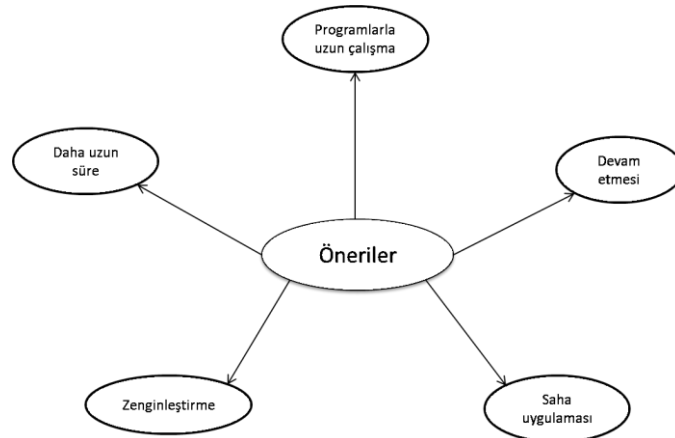 Programlarla
uzun çalışma
Daha uzun
süre
Devam
etmesi
Öneriler
Zenginleştirme
Saha
uygulaması